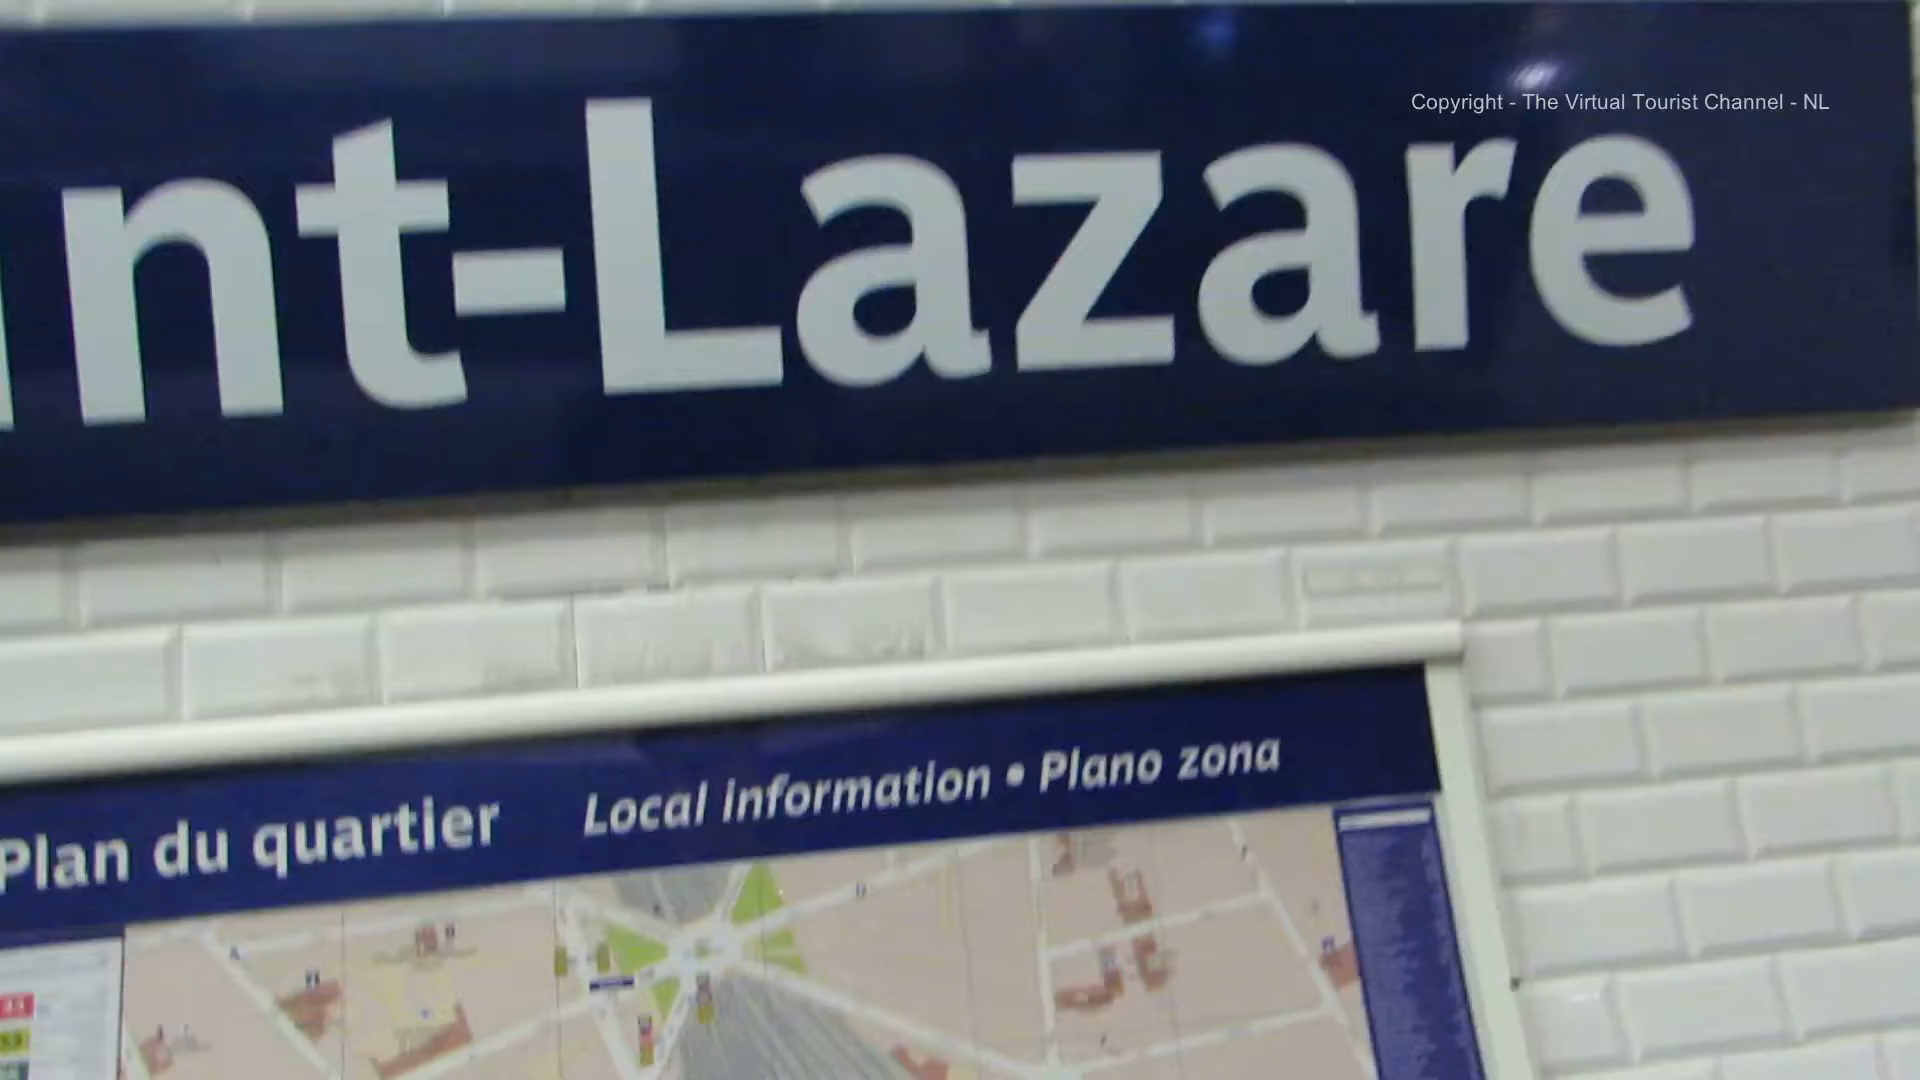 Copyright - The Virtual Tourist Channel - NL
nt-Lazare
Plan du quartier Local information • Plano zona